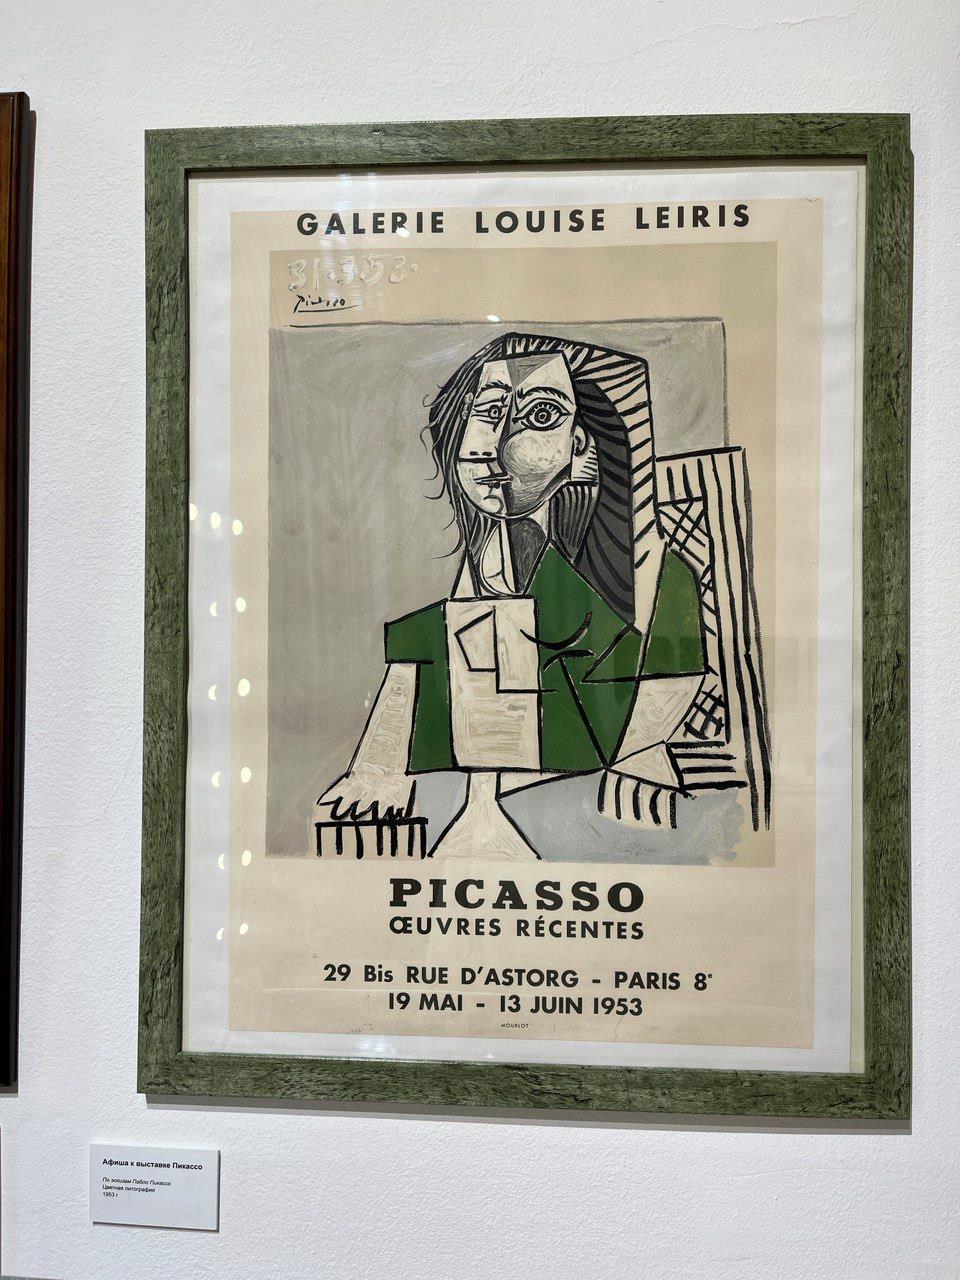 GALERIE LOUISE LEIRIS
31.3.53.
Picasso
PICASSO
ŒUVRES RÉCENTES
29 Bis RUE D'ASTORG - PARIS 8ᵉ
19 MAI - 13 JUIN 1953
MOURLOT
Афиша к выставке Пикассо
По эскизам Пабло Пикассо
Цветная литография
1953 г.